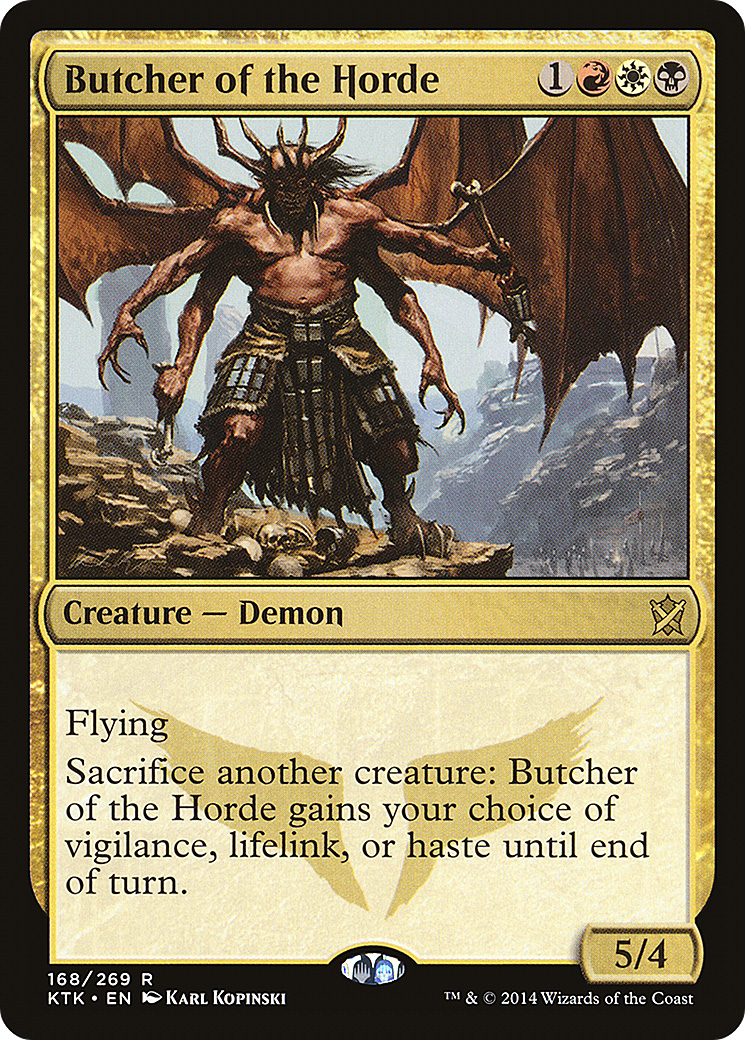 Butcher of the Horde 1
Creature — Demon
Flying
Sacrifice another creature: Butcher
of the Horde gains your choice of
vigilance, lifelink, or haste until end
of turn.
5/4
168/269 R
KTK • EN Karl Kopinski
™ & © 2014 Wizards of the Coast